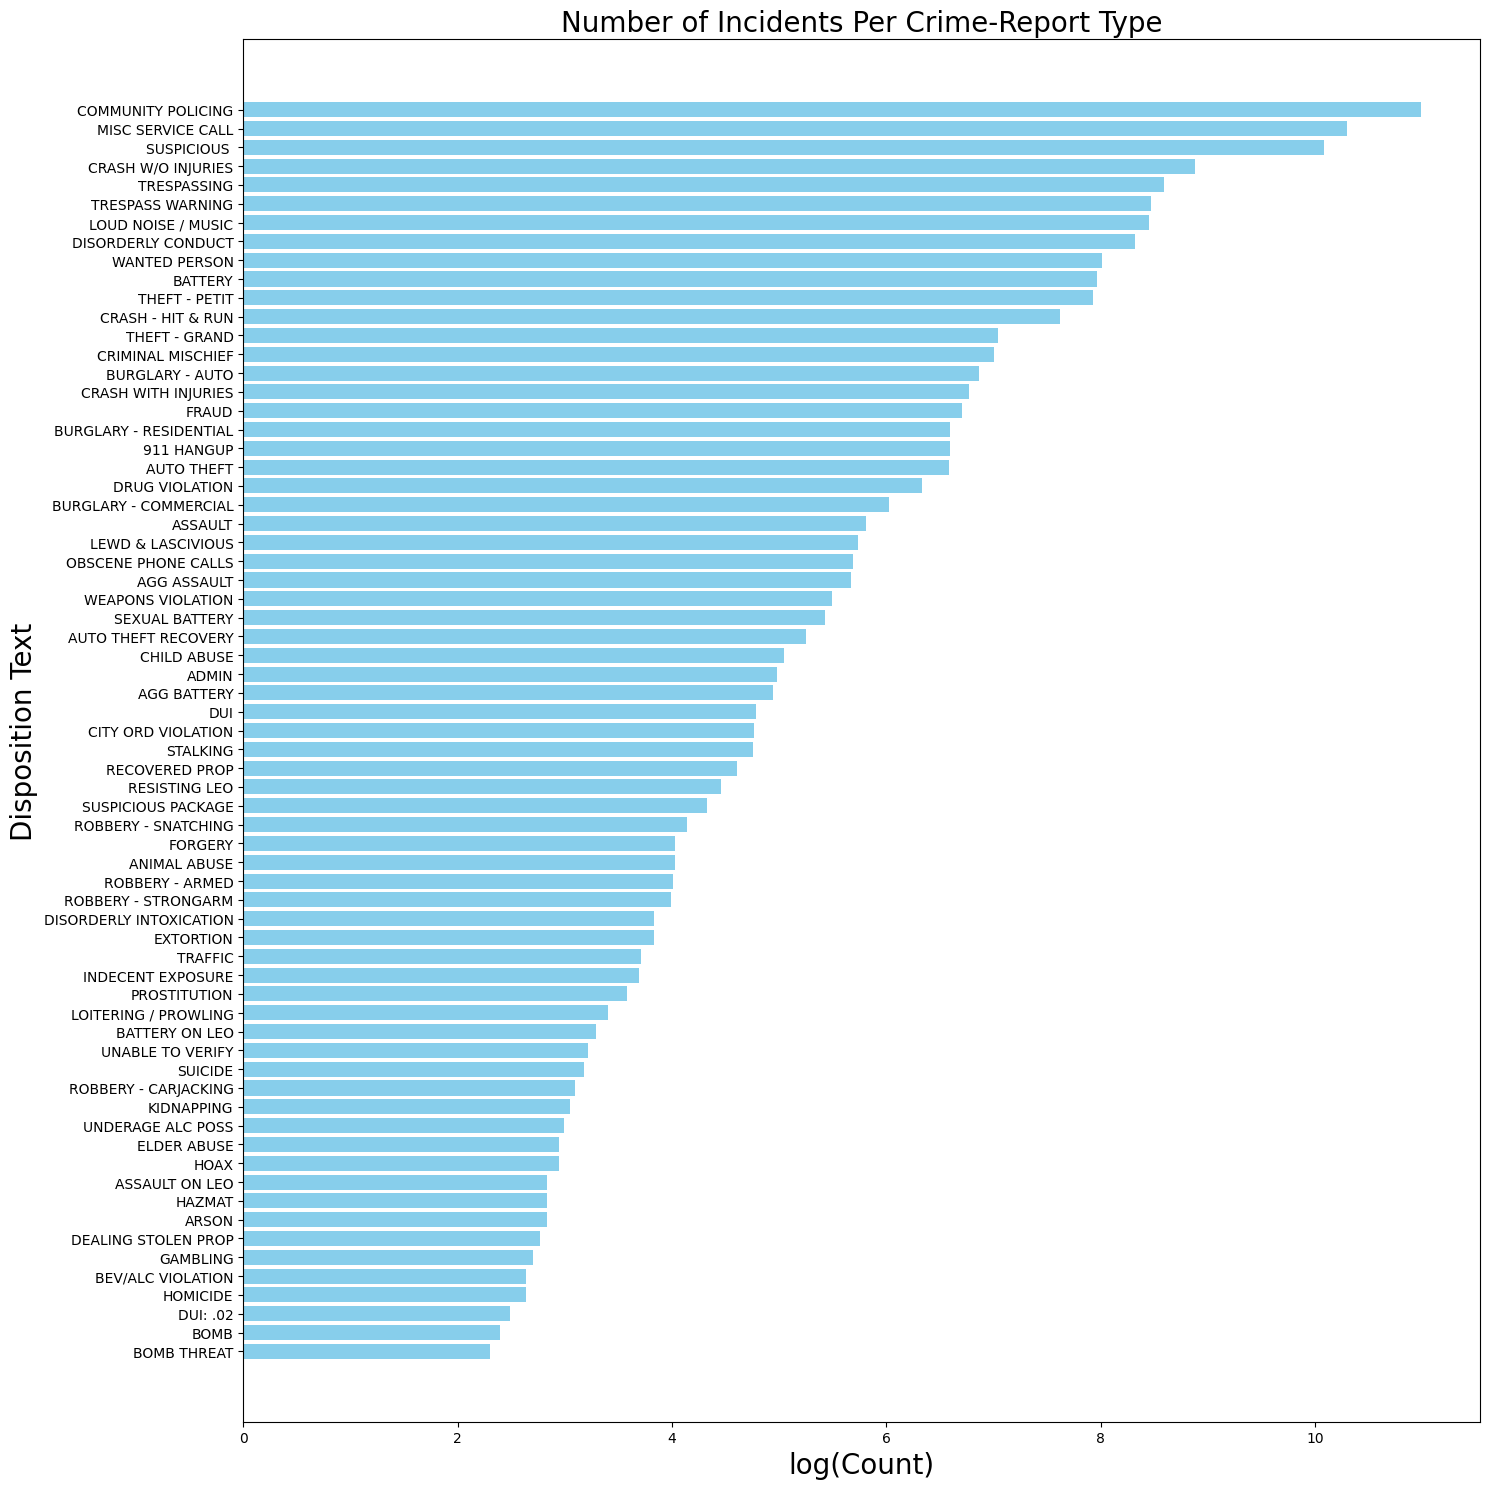 Number of Incidents Per Crime-Report Type
COMMUNITY POLICING
MISC SERVICE CALL
SUSPICIOUS
CRASH W/O INJURIES
TRESPASSING
TRESPASS WARNING
LOUD NOISE / MUSIC
DISORDERLY CONDUCT
WANTED PERSON
BATTERY
THEFT - PETIT
CRASH - HIT & RUN
THEFT - GRAND
CRIMINAL MISCHIEF
BURGLARY - AUTO
CRASH WITH INJURIES
FRAUD
BURGLARY - RESIDENTIAL
911 HANGUP
AUTO THEFT
DRUG VIOLATION
BURGLARY - COMMERCIAL
ASSAULT
LEWD & LASCIVIOUS
OBSCENE PHONE CALLS
AGG ASSAULT
WEAPONS VIOLATION
SEXUAL BATTERY
AUTO THEFT RECOVERY
CHILD ABUSE
ADMIN
AGG BATTERY
DUI
CITY ORD VIOLATION
STALKING
RECOVERED PROP
RESISTING LEO
SUSPICIOUS PACKAGE
ROBBERY - SNATCHING
FORGERY
ANIMAL ABUSE
ROBBERY - ARMED
ROBBERY - STRONGARM
DISORDERLY INTOXICATION
EXTORTION
TRAFFIC
INDECENT EXPOSURE
PROSTITUTION
LOITERING / PROWLING
BATTERY ON LEO
UNABLE TO VERIFY
SUICIDE
ROBBERY - CARJACKING
KIDNAPPING
UNDERAGE ALC POSS
ELDER ABUSE
HOAX
ASSAULT ON LEO
HAZMAT
ARSON
DEALING STOLEN PROP
GAMBLING
BEV/ALC VIOLATION
HOMICIDE
DUI: .02
BOMB
BOMB THREAT
Disposition Text
0 2 4 6 8 10
log(Count)